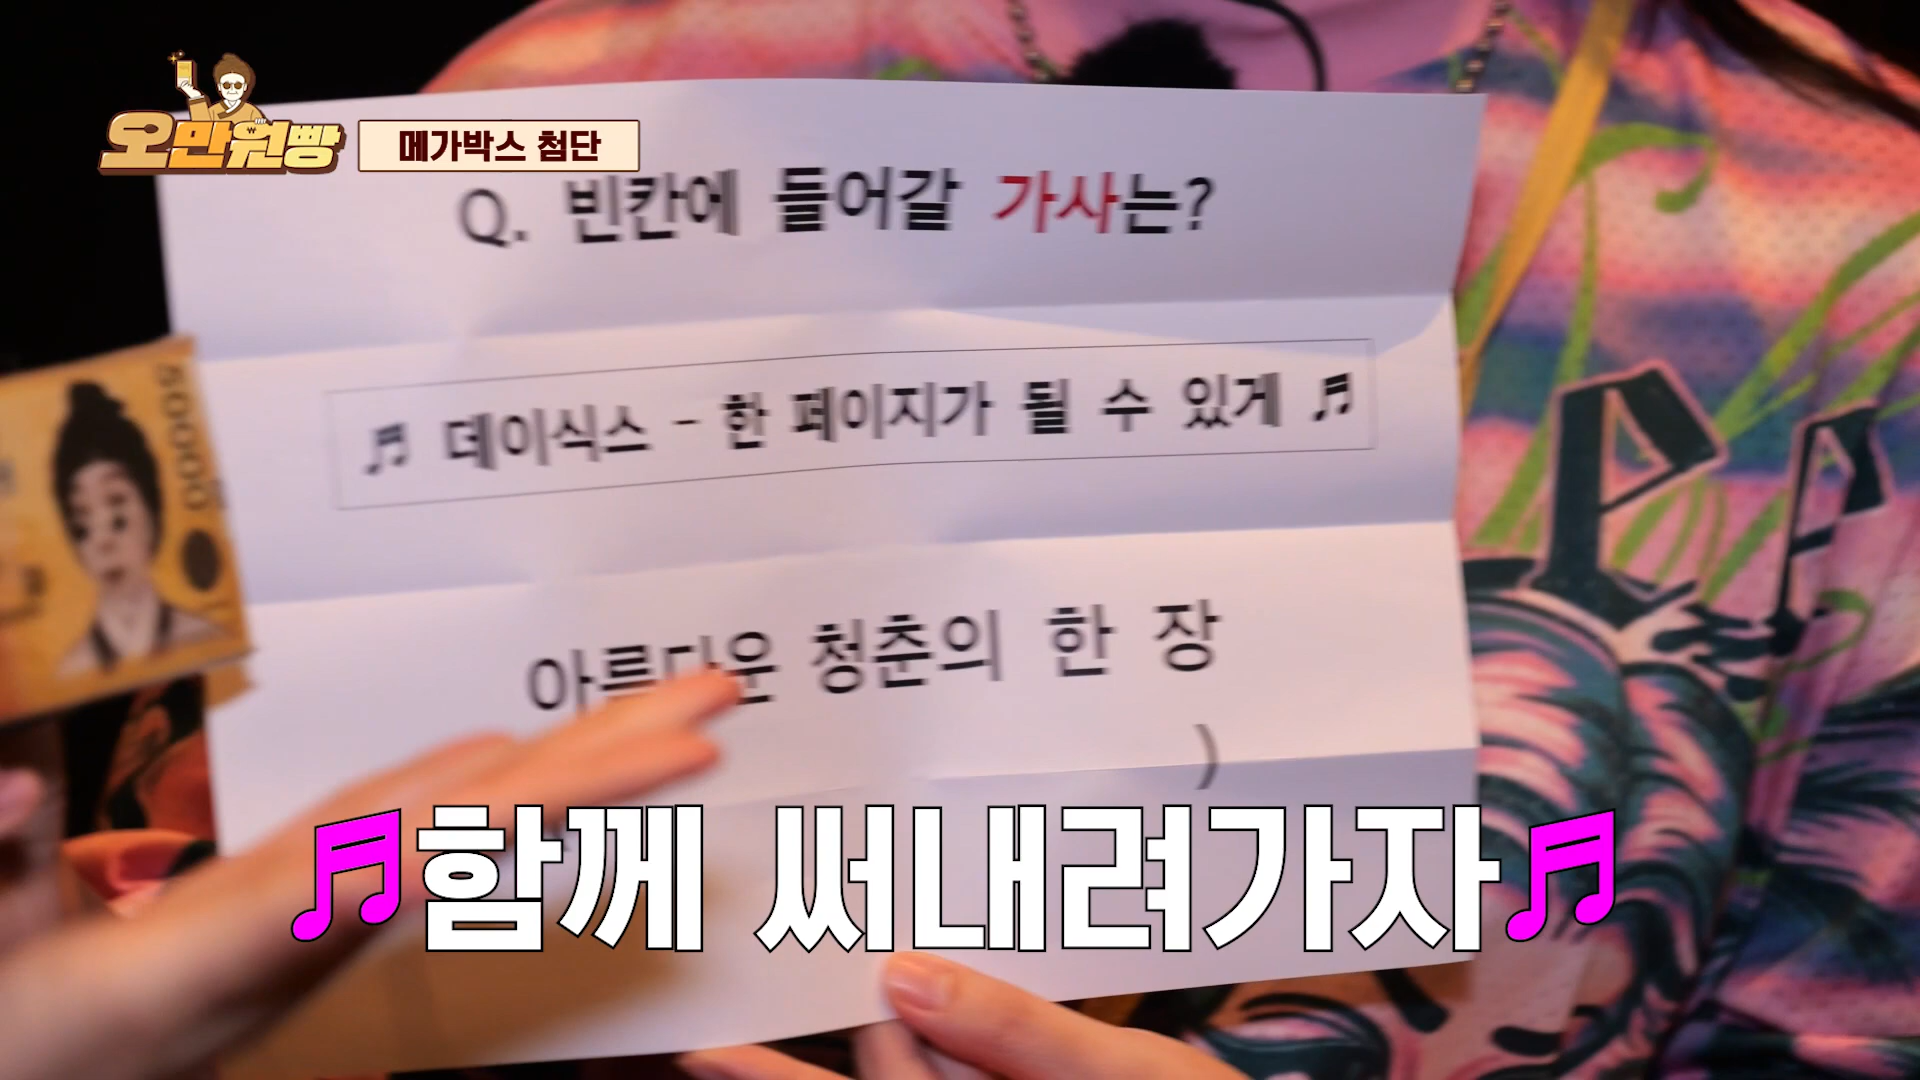 오만원빵
메가박스 첨단
Q. 빈칸에 들어갈 가사는?
♬ 데이식스 - 한 페이지가 될 수 있게 ♬
50000
아름다운 청춘의 한 장
)
♬함께 써내려가자♬